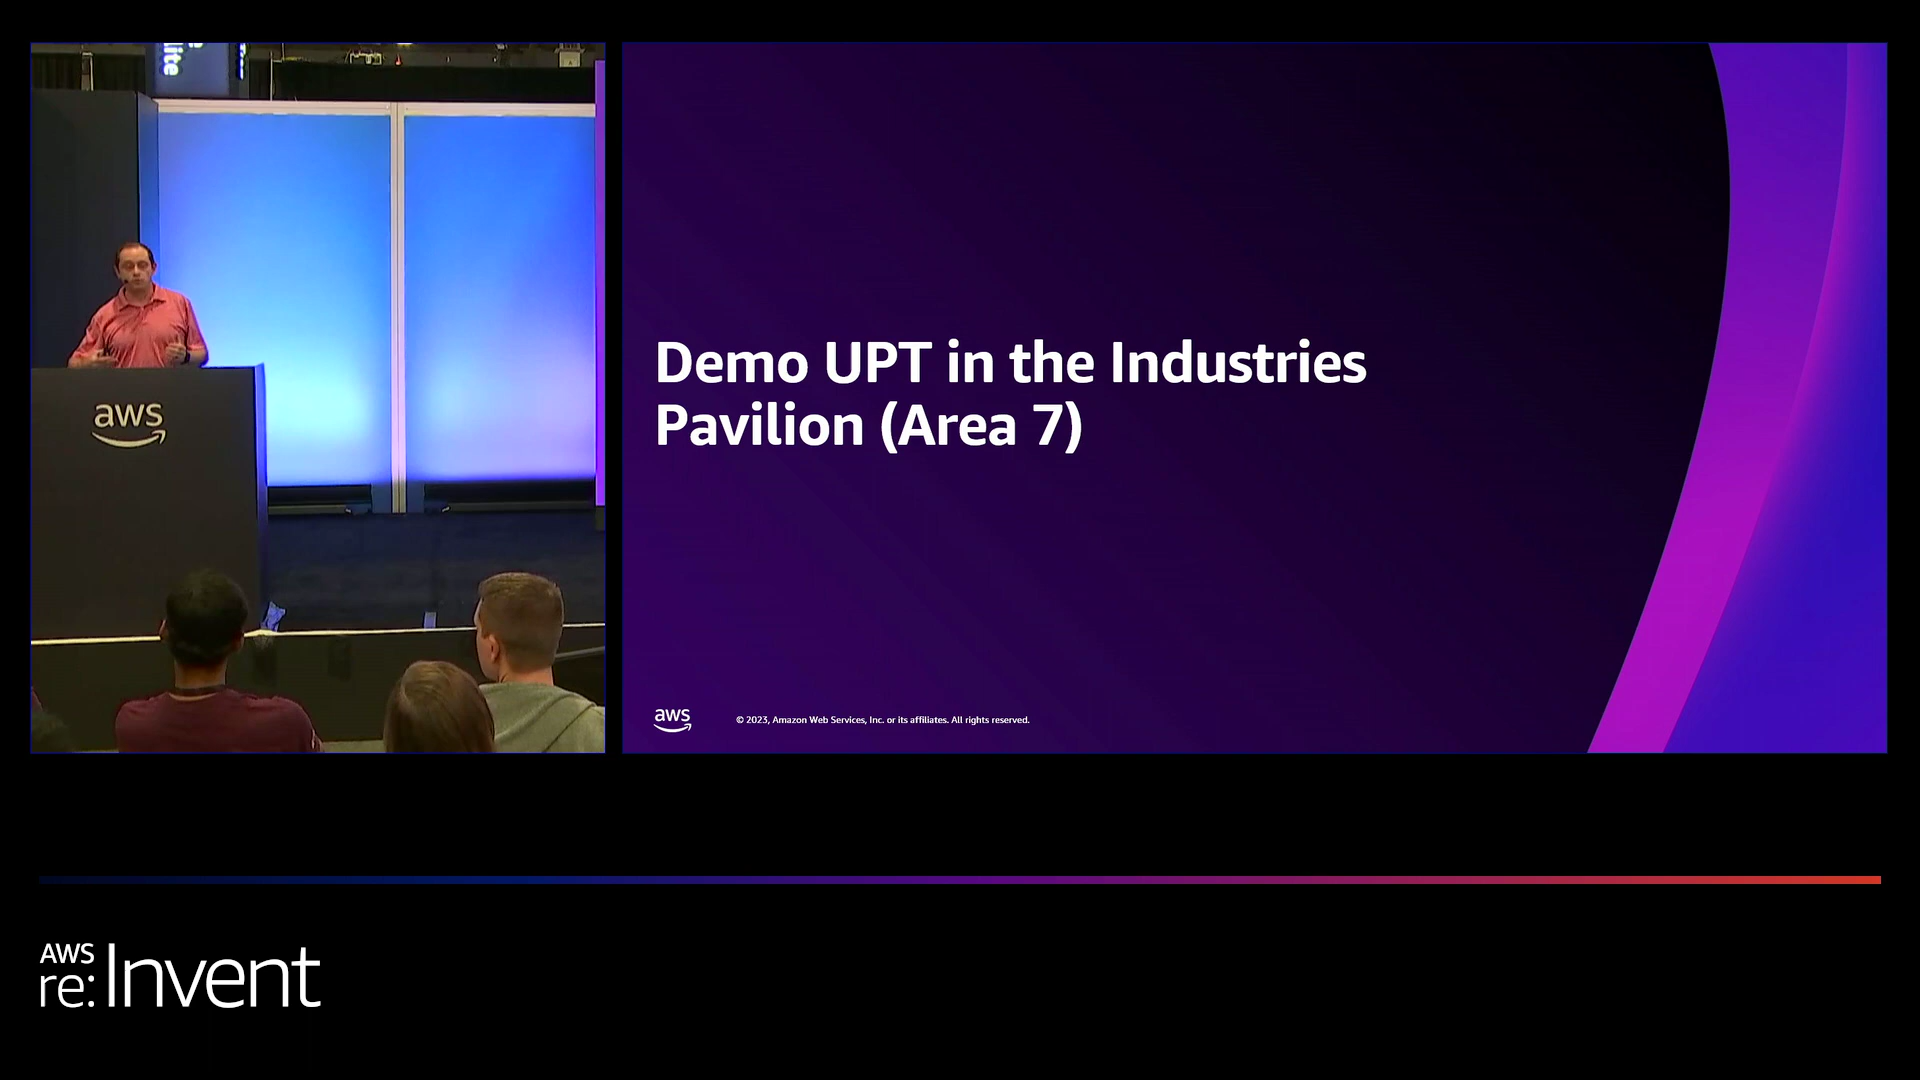 aws
Demo UPT in the Industries
Pavilion (Area 7)
aws
© 2023, Amazon Web Services, Inc. or its affiliates. All rights reserved.
AWS
re:Invent